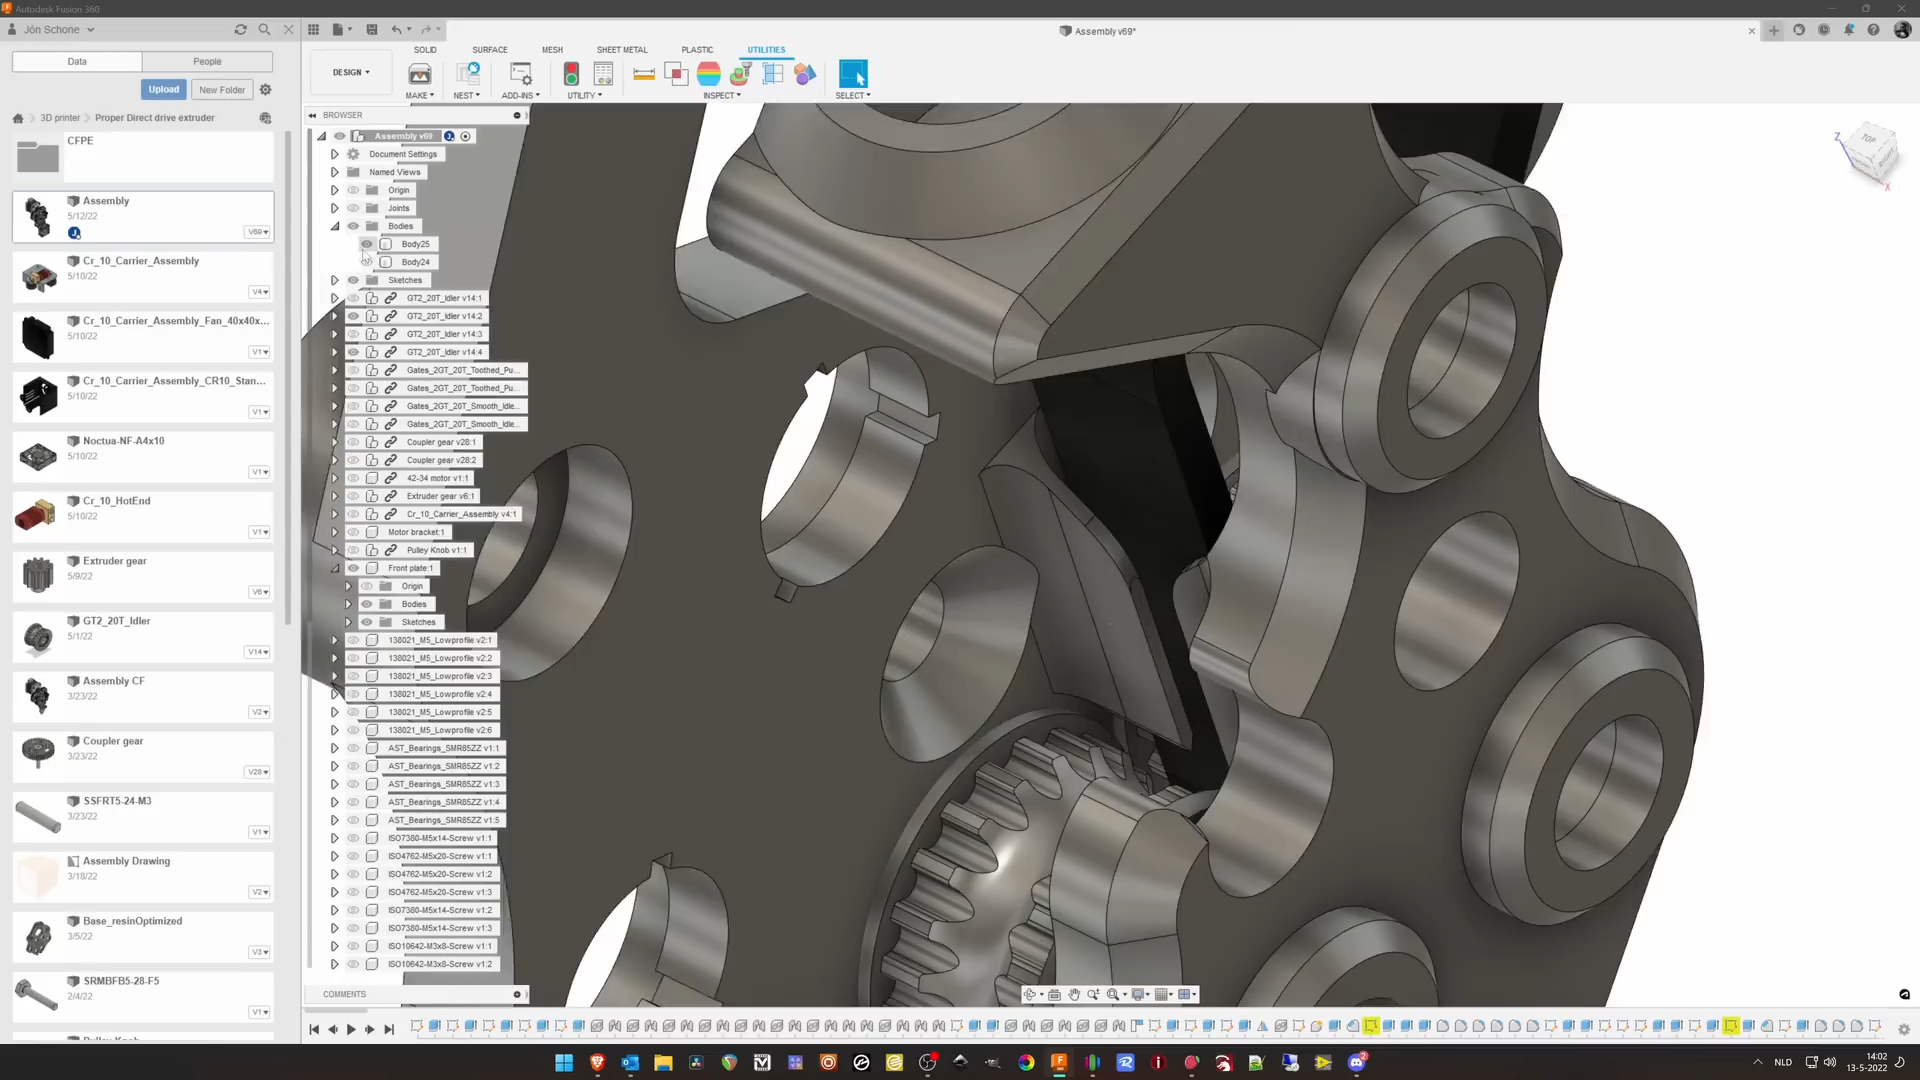 Autodesk Fusion 360
Jón Schone
Data
People
Upload
New Folder
3D printer
Proper Direct drive extruder
CFPE
Assembly
5/12/22
V69
Cr_10_Carrier_Assembly
5/10/22
V4
Cr_10_Carrier_Assembly_Fan_40x40x...
5/10/22
V1
Cr_10_Carrier_Assembly_CR10_Stan...
5/10/22
V1
Noctua-NF-A4x10
5/10/22
V1
Cr_10_HotEnd
5/10/22
V1
Extruder gear
5/9/22
V6
GT2_20T_Idler
5/1/22
V14
Assembly CF
3/23/22
V2
Coupler gear
3/23/22
V28
SSFRT5-24-M3
3/23/22
V1
Assembly Drawing
3/18/22
V2
Base_resinOptimized
3/5/22
V3
SRMBFB5-28-F5
2/4/22
V1
Assembly v69*
DESIGN
SOLID
SURFACE
MESH
SHEET METAL
PLASTIC
UTILITIES
MAKE
NEST
ADD-INS
UTILITY
INSPECT
SELECT
BROWSER
Assembly v69
Document Settings
Named Views
Origin
Joints
Bodies
Body25
Body24
Sketches
GT2_20T_Idler v14:1
GT2_20T_Idler v14:2
GT2_20T_Idler v14:3
GT2_20T_Idler v14:4
Gates_2GT_20T_Toothed_Pu...
Gates_2GT_20T_Toothed_Pu...
Gates_2GT_20T_Smooth_Idle...
Gates_2GT_20T_Smooth_Idle...
Coupler gear v28:1
Coupler gear v28:2
42-34 motor v1:1
Extruder gear v6:1
Cr_10_Carrier_Assembly v4:1
Motor bracket:1
Pulley Knob v1:1
Front plate:1
Origin
Bodies
Sketches
138021_M5_Lowprofile v2:1
138021_M5_Lowprofile v2:2
138021_M5_Lowprofile v2:3
138021_M5_Lowprofile v2:4
138021_M5_Lowprofile v2:5
138021_M5_Lowprofile v2:6
AST_Bearings_SMR85ZZ v1:1
AST_Bearings_SMR85ZZ v1:2
AST_Bearings_SMR85ZZ v1:3
AST_Bearings_SMR85ZZ v1:4
AST_Bearings_SMR85ZZ v1:5
ISO7380-M5x14-Screw v1:1
ISO4762-M5x20-Screw v1:1
ISO4762-M5x20-Screw v1:2
ISO4762-M5x20-Screw v1:3
ISO7380-M5x14-Screw v1:2
ISO7380-M5x14-Screw v1:3
ISO10642-M3x8-Screw v1:1
ISO10642-M3x8-Screw v1:2
COMMENTS
Z
TOP
RIGHT
X
NLD
14:02
13-5-2022